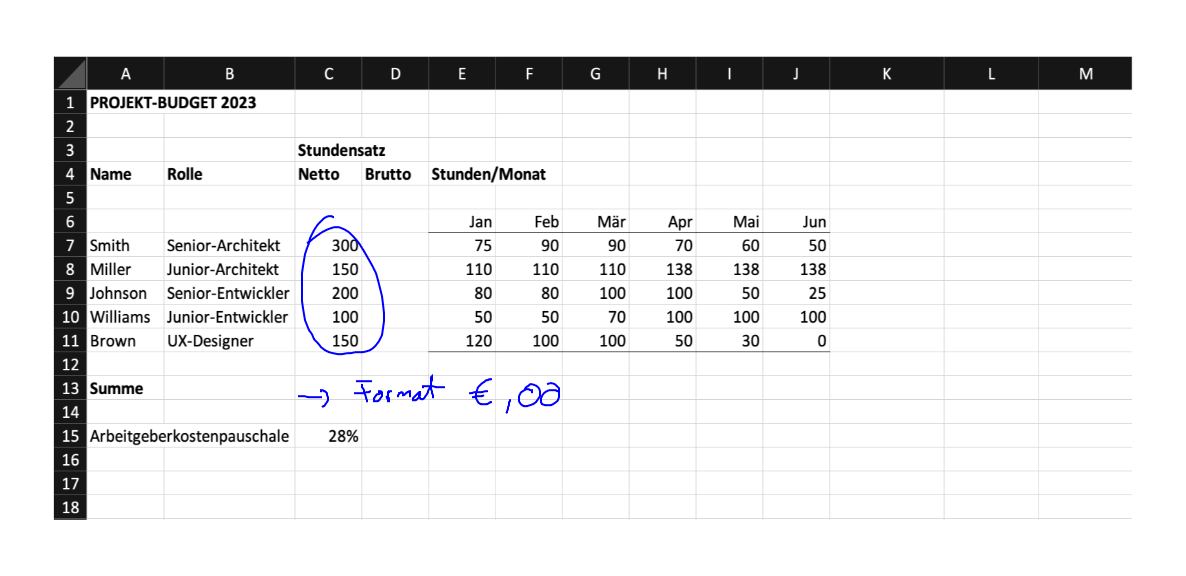 A B C D E F G H I J K L M
1 PROJEKT-BUDGET 2023
2
3 Stundensatz
4 Name Rolle Netto Brutto Stunden/Monat
5
6 Jan Feb Mär Apr Mai Jun
7 Smith Senior-Architekt 300 75 90 90 70 60 50
8 Miller Junior-Architekt 150 110 110 110 138 138 138
9 Johnson Senior-Entwickler 200 80 80 100 100 50 25
10 Williams Junior-Entwickler 100 50 50 70 100 100 100
11 Brown UX-Designer 150 120 100 100 50 30 0
12
13 Summe
→ Format € ,00
14
15 Arbeitgeberkostenpauschale 28%
16
17
18